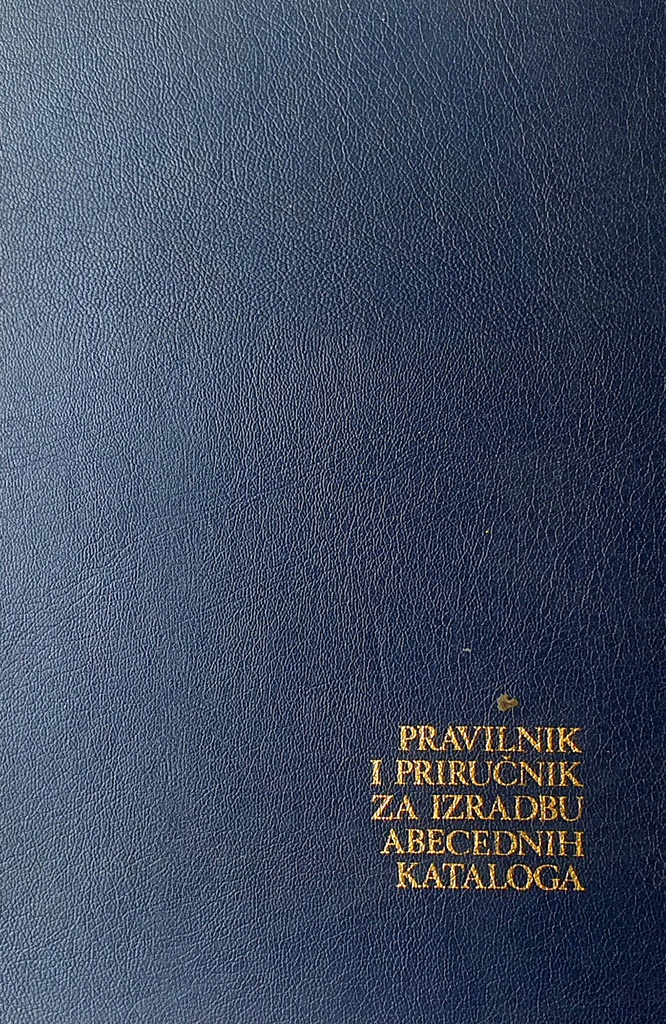 PRAVILNIK
I PRIRUČNIK
ZA IZRADBU
ABECEDNIH
KATALOGA